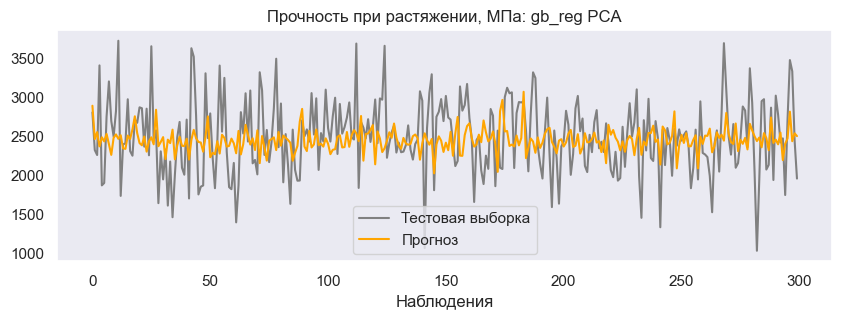 Прочность при растяжении, МПа: gb_reg PCA
3500
3000
2500
2000
1500
1000
Тестовая выборка
Прогноз
0 50 100 150 200 250 300
Наблюдения